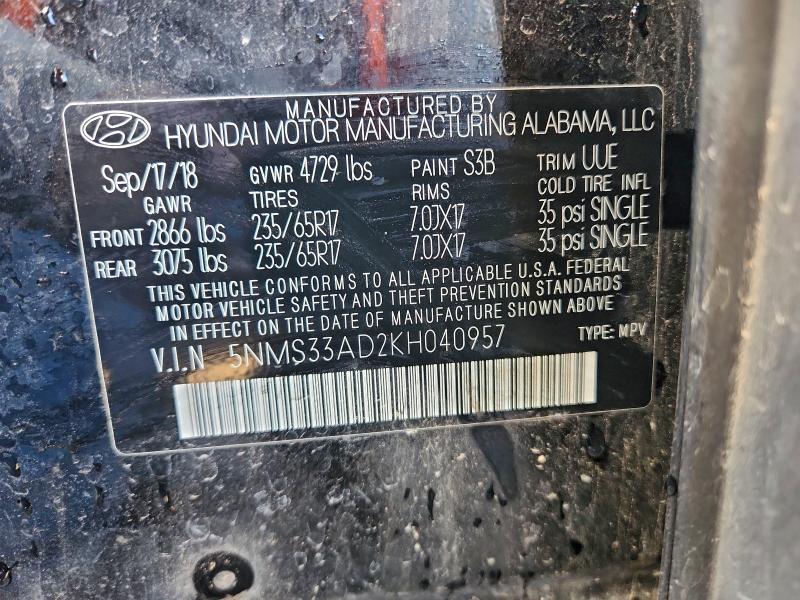 MANUFACTURED BY
HYUNDAI MOTOR MANUFACTURING ALABAMA, LLC
Sep/17/18 GVWR 4729 lbs PAINT S3B TRIM UUE
GAWR TIRES RIMS COLD TIRE INFL
FRONT 2866 lbs 235/65R17 7.0JX17 35 psi SINGLE
REAR 3075 lbs 235/65R17 7.0JX17 35 psi SINGLE
THIS VEHICLE CONFORMS TO ALL APPLICABLE U.S.A. FEDERAL
MOTOR VEHICLE SAFETY AND THEFT PREVENTION STANDARDS
IN EFFECT ON THE DATE OF MANUFACTURE SHOWN ABOVE
V.I.N 5NMS33AD2KH040957 TYPE: MPV